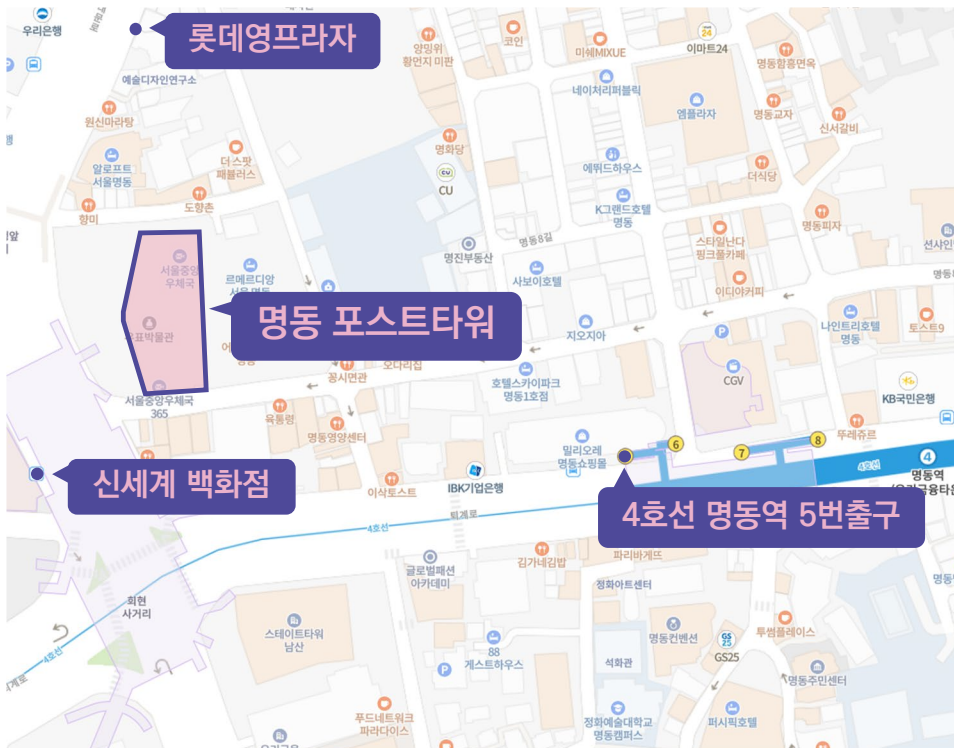 우리은행
롯데영프라자
예술디자인연구소
원신마라탕
알로프트
서울명동
더스팟
패뷸러스
향미
도향촌
양밍위
황먼지 미판
코인
미쉐MIXUE
24
이마트24
명동함흥면옥
네이처리퍼블릭
엠플라자
명동교자
신서갈비
명화당
CU
CU
에뛰드하우스
더식당
K그랜드호텔
명동
명동피자
명동8길
명진부동산
사보이호텔
스타일난다
핑크풀카페
이디야커피
서울중앙
우체국
르메르디앙
명동 포스트타워
우표박물관
지오지아
P
나인트리호텔
명동
토스트9
서울중앙우체국
365
꽁시면관
오다리집
호텔스카이파크
명동1호점
CGV
KB국민은행
육통령
명동영양센터
밀리오레
명동쇼핑몰
6
7
8
뚜레쥬르
4호선
4
명동역
신세계 백화점
이삭토스트
IBK기업은행
4호선 명동역 5번출구
퇴계로
4호선
글로벌패션
아카데미
김가네김밥
파리바게뜨
정화아트센터
회현
사거리
스테이트타워
남산
88
게스트하우스
P
석화관
명동컨벤션
GS
25
GS25
투썸플레이스
명동주민센터
4호선
푸드네트워크
파라다이스
정화예술대학교
명동캠퍼스
퍼시픽호텔